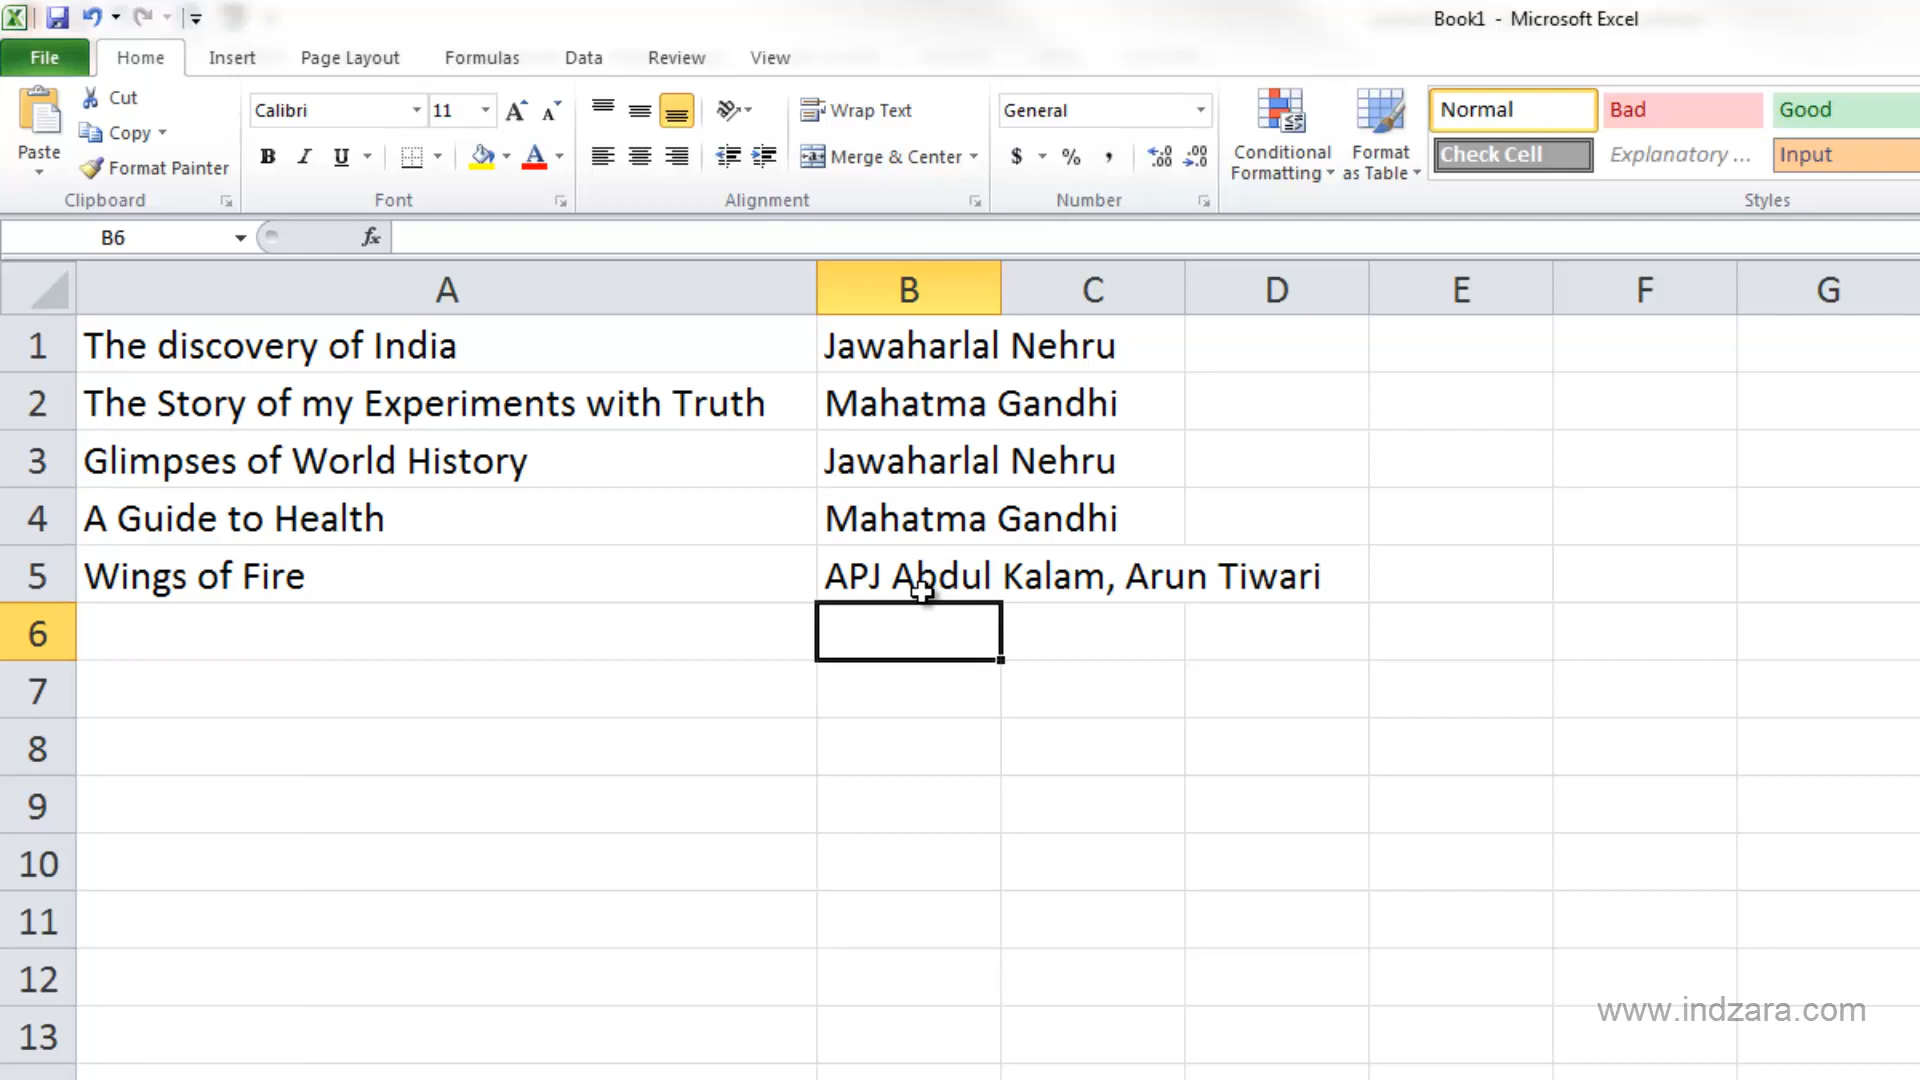 Book1 - Microsoft Excel
File Home Insert Page Layout Formulas Data Review View
Paste
Cut
Copy
Format Painter
Clipboard
Calibri 11
B I U A
Font
Wrap Text
Merge & Center
Alignment
General
$ % ,
Number
Conditional Formatting
Format as Table
Normal Bad Good
Check Cell Explanatory ... Input
Styles
B6 fx
A B C D E F G
1 The discovery of India Jawaharlal Nehru
2 The Story of my Experiments with Truth Mahatma Gandhi
3 Glimpses of World History Jawaharlal Nehru
4 A Guide to Health Mahatma Gandhi
5 Wings of Fire APJ Abdul Kalam, Arun Tiwari
6
7
8
9
10
11
12
13
www.indzara.com